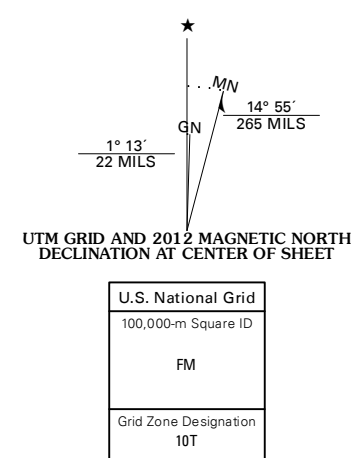 ★
MN
GN
14° 55´
265 MILS
1° 13´
22 MILS
UTM GRID AND 2012 MAGNETIC NORTH
DECLINATION AT CENTER OF SHEET
U.S. National Grid
100,000-m Square ID
FM
Grid Zone Designation
10T